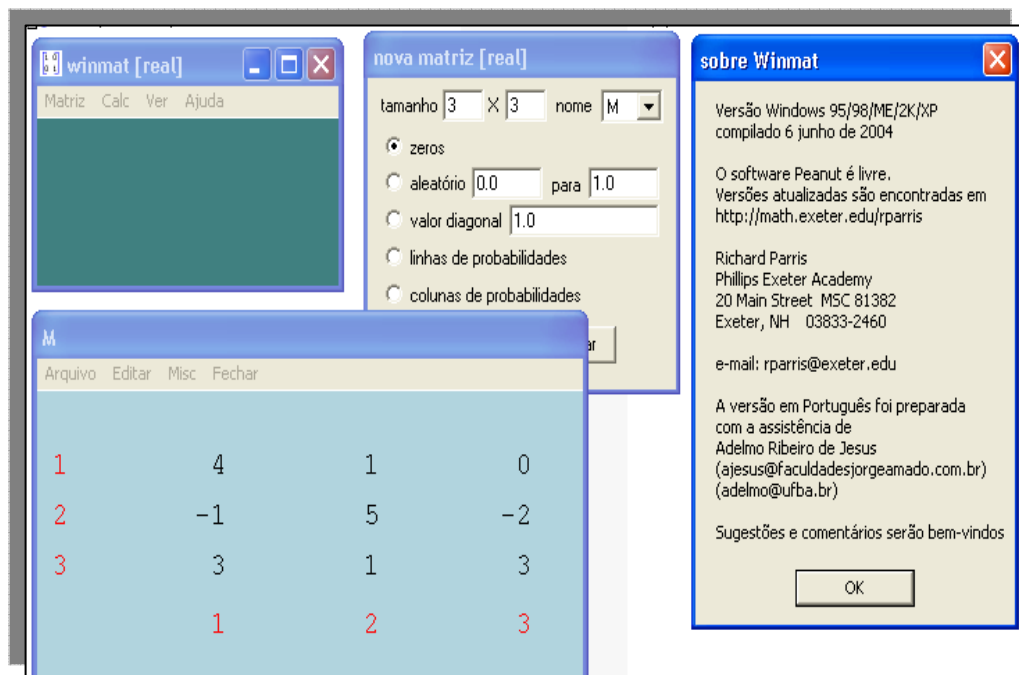 winmat [real]
Matriz Calc Ver Ajuda
nova matriz [real]
tamanho 3 X 3 nome M
zeros
aleatório 0.0 para 1.0
valor diagonal 1.0
linhas de probabilidades
colunas de probabilidades
ar
M
Arquivo Editar Misc Fechar
1 4 1 0
2 -1 5 -2
3 3 1 3
1 2 3
sobre Winmat
Versão Windows 95/98/ME/2K/XP
compilado 6 junho de 2004
O software Peanut é livre.
Versões atualizadas são encontradas em
http://math.exeter.edu/rparris
Richard Parris
Phillips Exeter Academy
20 Main Street MSC 81382
Exeter, NH 03833-2460
e-mail: rparris@exeter.edu
A versão em Português foi preparada
com a assistência de
Adelmo Ribeiro de Jesus
(ajesus@faculdadesjorgeamado.com.br)
(adelmo@ufba.br)
Sugestões e comentários serão bem-vindos
OK